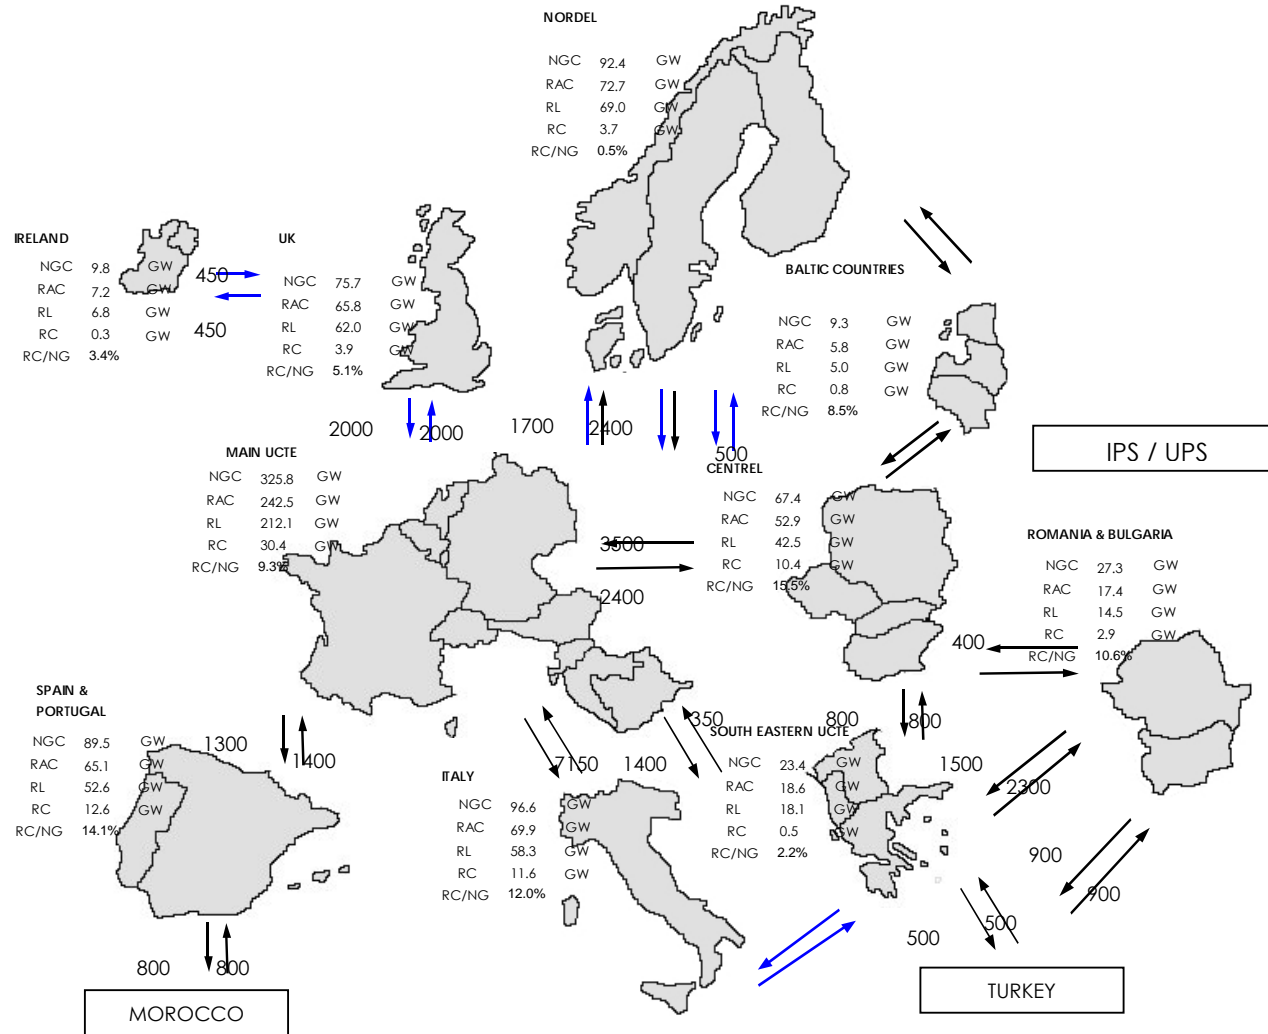 NORDEL
NGC 92.4 GW
RAC 72.7 GW
RL 69.0 GW
RC 3.7 GW
RC/NG 0.5%
IRELAND
NGC 9.8 GW
RAC 7.2 GW
RL 6.8 GW
RC 0.3 GW
RC/NG 3.4%
450
450
UK
NGC 75.7 GW
RAC 65.8 GW
RL 62.0 GW
RC 3.9 GW
RC/NG 5.1%
BALTIC COUNTRIES
NGC 9.3 GW
RAC 5.8 GW
RL 5.0 GW
RC 0.8 GW
RC/NG 8.5%
2000
2000
1700
2400
500
IPS / UPS
MAIN UCTE
NGC 325.8 GW
RAC 242.5 GW
RL 212.1 GW
RC 30.4 GW
RC/NG 9.3%
3500
2400
CENTREL
NGC 67.4 GW
RAC 52.9 GW
RL 42.5 GW
RC 10.4 GW
RC/NG 15.5%
ROMANIA & BULGARIA
NGC 27.3 GW
RAC 17.4 GW
RL 14.5 GW
RC 2.9 GW
RC/NG 10.6%
400
SPAIN &
PORTUGAL
NGC 89.5 GW
RAC 65.1 GW
RL 52.6 GW
RC 12.6 GW
RC/NG 14.1%
1300
1400
ITALY
NGC 96.6 GW
RAC 69.9 GW
RL 58.3 GW
RC 11.6 GW
RC/NG 12.0%
7150
1400
350
800
800
SOUTH EASTERN UCTE
NGC 23.4 GW
RAC 18.6 GW
RL 18.1 GW
RC 0.5 GW
RC/NG 2.2%
1500
2300
900
900
500
500
800
800
MOROCCO
TURKEY